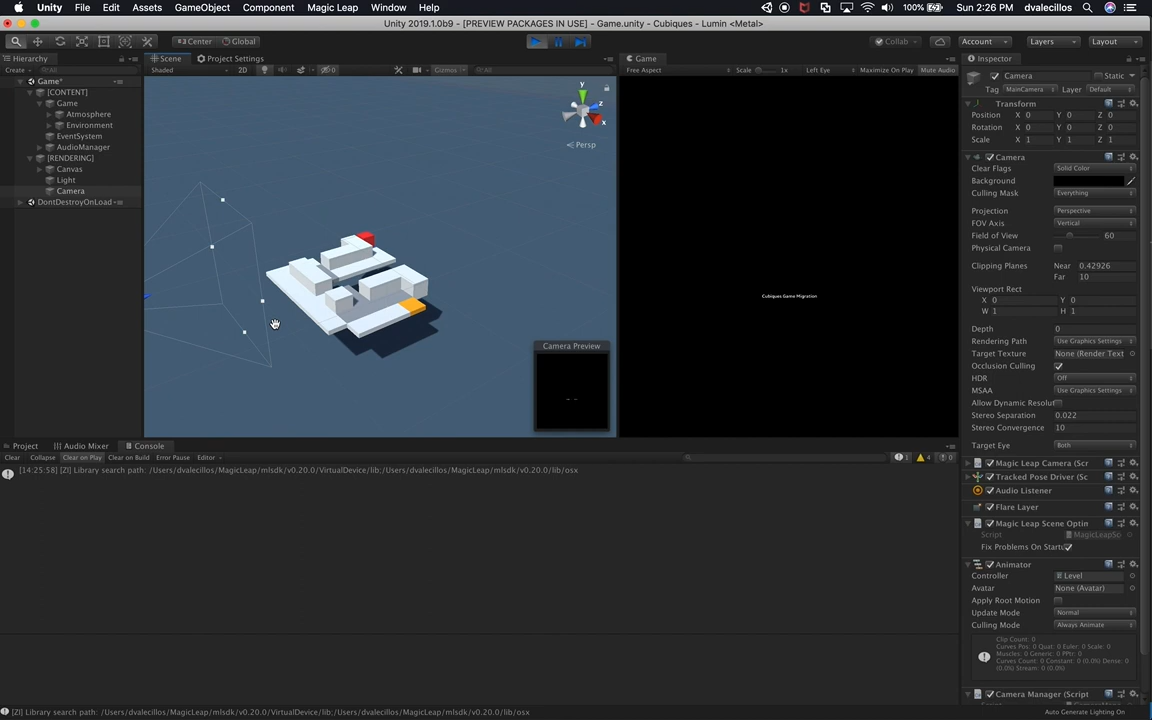 Unity File Edit Assets GameObject Component Magic Leap Window Help 100% Sun 2:26 PM dvalecillos
Unity 2019.1.0b9 - [PREVIEW PACKAGES IN USE] - Game.unity - Cubiques - Lumin <Metal>
Center Global Collab Account Layers Layout
Hierarchy Scene Project Settings Game Inspector
Create All Shaded 2D Gizmos All Free Aspect Scale 1x Left Eye Maximize On Play Mute Audio
Camera Static
Tag MainCamera Layer Default
Game*
[CONTENT]
Game
Atmosphere
Environment
EventSystem
AudioManager
[RENDERING]
Canvas
Light
Camera
DontDestroyOnLoad
y
z
x
Persp
Camera Preview
Cubiques Game Migration
Transform
Position X 0 Y 0 Z 0
Rotation X 0 Y 0 Z 0
Scale X 1 Y 1 Z 1
Camera
Clear Flags Solid Color
Background
Culling Mask Everything
Projection Perspective
FOV Axis Vertical
Field of View 60
Physical Camera
Clipping Planes Near 0.42926
Far 10
Viewport Rect
X 0 Y 0
W 1 H 1
Depth 0
Rendering Path Use Graphics Settings
Target Texture None (Render Text
Occlusion Culling
HDR Off
MSAA Use Graphics Settings
Allow Dynamic Resolut
Stereo Separation 0.022
Stereo Convergence 10
Target Eye Both
Magic Leap Camera (Scr
Tracked Pose Driver (Sc
Audio Listener
Flare Layer
Magic Leap Scene Optin
Script MagicLeapSc
Fix Problems On Startu
Animator
Controller Level
Avatar None (Avatar)
Apply Root Motion
Update Mode Normal
Culling Mode Always Animate
Clip Count: 0
Curves Pos: 0 Quat: 0 Euler: 0 Scale: 0
Muscles: 0 Generic: 0 PPtr: 0
Curves Count: 0 Constant: 0 (0.0%) Dense: 0
(0.0%) Stream: 0 (0.0%)
Camera Manager (Script
Auto Generate Lighting On
Project Audio Mixer Console
Clear Collapse Clear on Play Clear on Build Error Pause Editor 1 4 0
[14:25:58] [ZI] Library search path: /Users/dvalecillos/MagicLeap/mlsdk/v0.20.0/VirtualDevice/lib;/Users/dvalecillos/MagicLeap/mlsdk/v0.20.0/lib/osx
[ZI] Library search path: /Users/dvalecillos/MagicLeap/mlsdk/v0.20.0/VirtualDevice/lib;/Users/dvalecillos/MagicLeap/mlsdk/v0.20.0/lib/osx